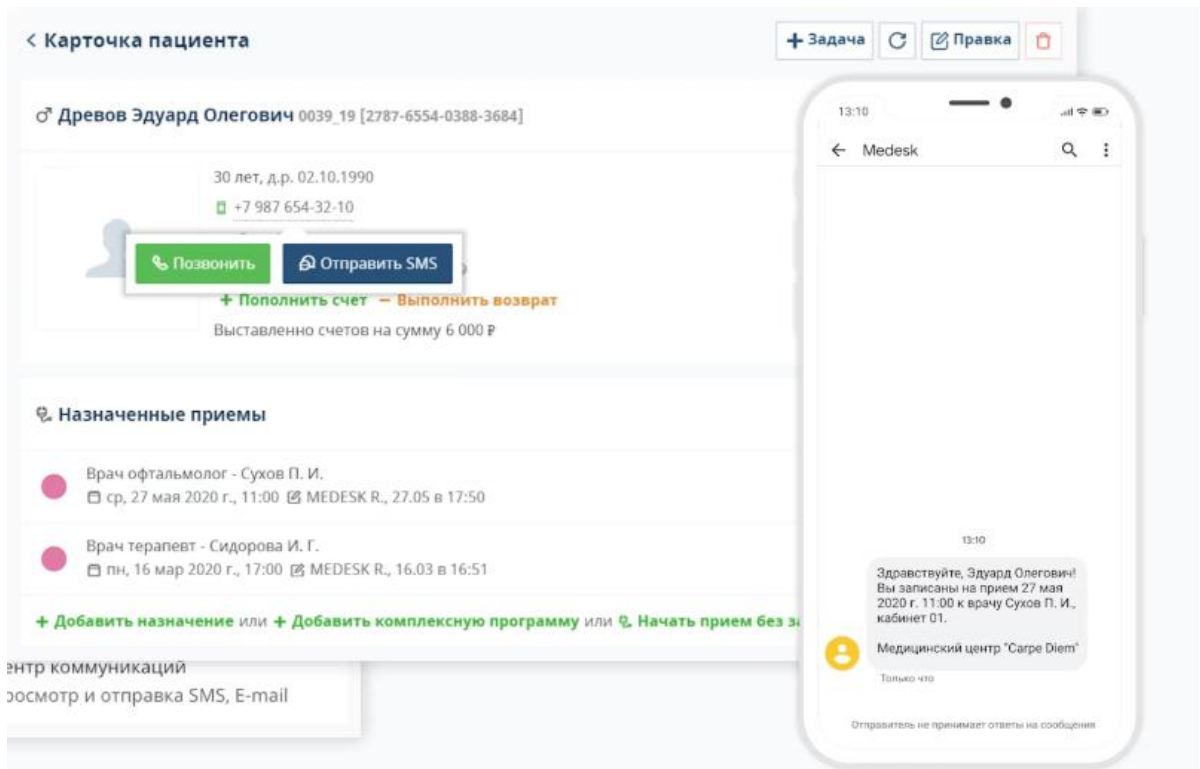 Карточка пациента
Задача
Правка
Древов Эдуард Олегович 0039_19 [2787-6554-0388-3684]
30 лет, д.р. 02.10.1990
+7 987 654-32-10
Позвонить
Отправить SMS
+ Пополнить счет – Выполнить возврат
Выставленно счетов на сумму 6 000 ₽
Назначенные приемы
Врач офтальмолог - Сухов П. И.
ср, 27 мая 2020 г., 11:00 MEDESK R., 27.05 в 17:50
Врач терапевт - Сидорова И. Г.
пн, 16 мар 2020 г., 17:00 MEDESK R., 16.03 в 16:51
+ Добавить назначение или + Добавить комплексную программу или Начать прием без
ентр коммуникаций
росмотр и отправка SMS, E-mail
13:10
Medesk
13:10
Здравствуйте, Эдуард Олегович!
Вы записаны на прием 27 мая
2020 г. 11:00 к врачу Сухов П. И.,
кабинет 01.
Медицинский центр "Carpe Diem"
Только что
Отправитель не принимает ответы на сообщения